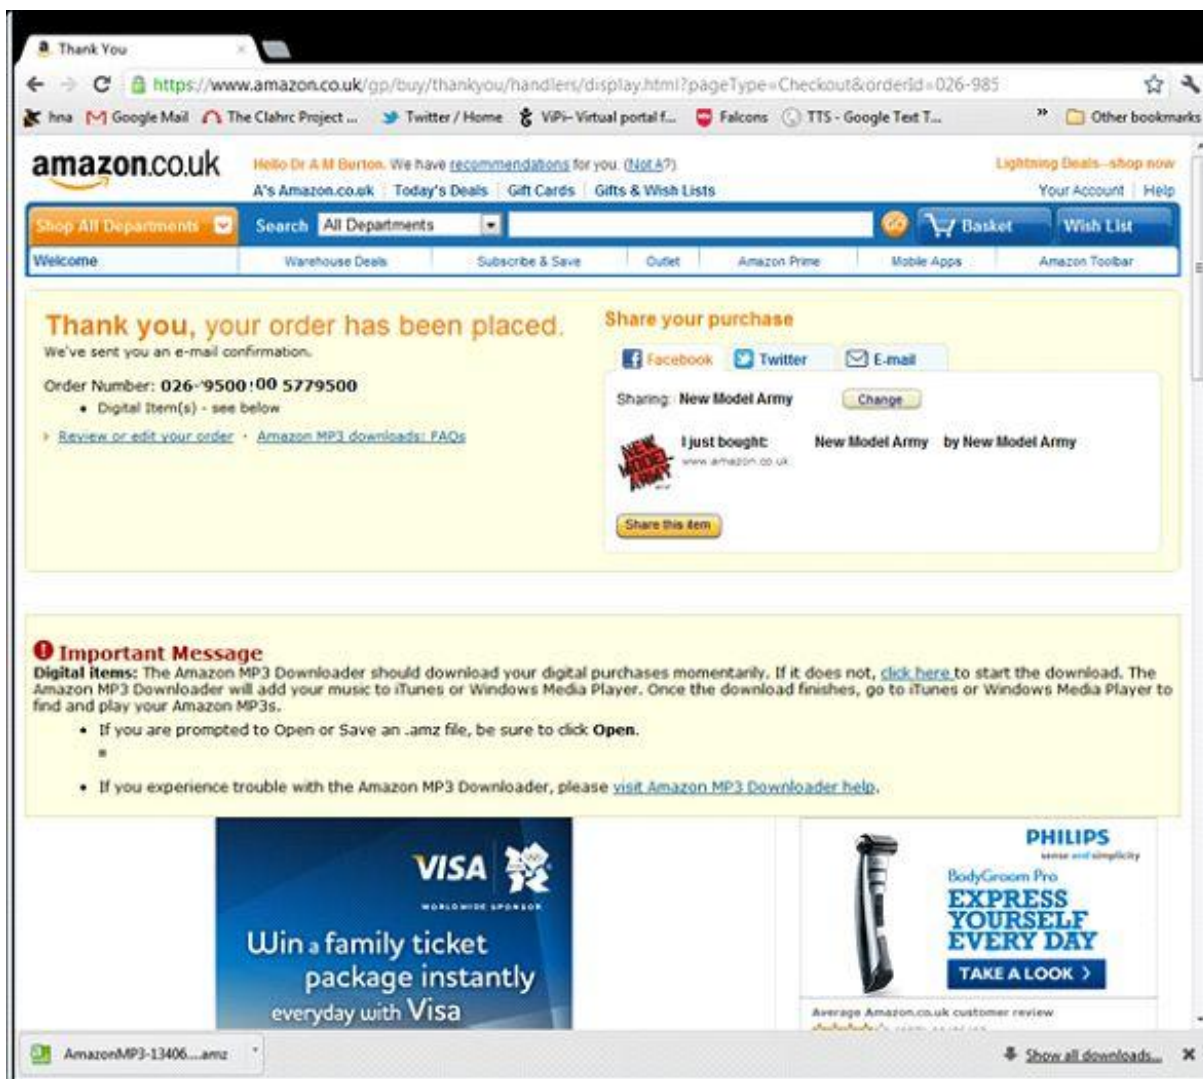 Thank You
https://www.amazon.co.uk/gp/buy/thankyou/handlers/display.html?pageType=Checkout&orderId=026-985
hna Google Mail The Clahrc Project ... Twitter / Home ViPi- Virtual portal f... Falcons TTS - Google Text T... » Other bookmarks
amazon.co.uk
Hello Dr A M Burton. We have recommendations for you. (Not A?)
Lightning Deals--shop now
A's Amazon.co.uk Today's Deals Gift Cards Gifts & Wish Lists
Your Account Help
Shop All Departments Search All Departments GO Basket Wish List
Welcome Warehouse Deals Subscribe & Save Outlet Amazon Prime Mobile Apps Amazon Toolbar
Thank you, your order has been placed.
We've sent you an e-mail confirmation.
Order Number: 026-'9500!00 5779500
• Digital Item(s) - see below
Review or edit your order · Amazon MP3 downloads: FAQs
Share your purchase
Facebook Twitter E-mail
Sharing: New Model Army Change
NEW MODEL ARMY
I just bought: New Model Army by New Model Army
www.amazon.co.uk
Share this item
Important Message
Digital items: The Amazon MP3 Downloader should download your digital purchases momentarily. If it does not, click here to start the download. The
Amazon MP3 Downloader will add your music to iTunes or Windows Media Player. Once the download finishes, go to iTunes or Windows Media Player to
find and play your Amazon MP3s.
• If you are prompted to Open or Save an .amz file, be sure to click Open.
• If you experience trouble with the Amazon MP3 Downloader, please visit Amazon MP3 Downloader help.
VISA
WORLDWIDE SPONSOR
Win a family ticket
package instantly
everyday with Visa
PHILIPS
sense and simplicity
BodyGroom Pro
EXPRESS
YOURSELF
EVERY DAY
TAKE A LOOK >
Average Amazon.co.uk customer review
AmazonMP3-13406....amz
Show all downloads...